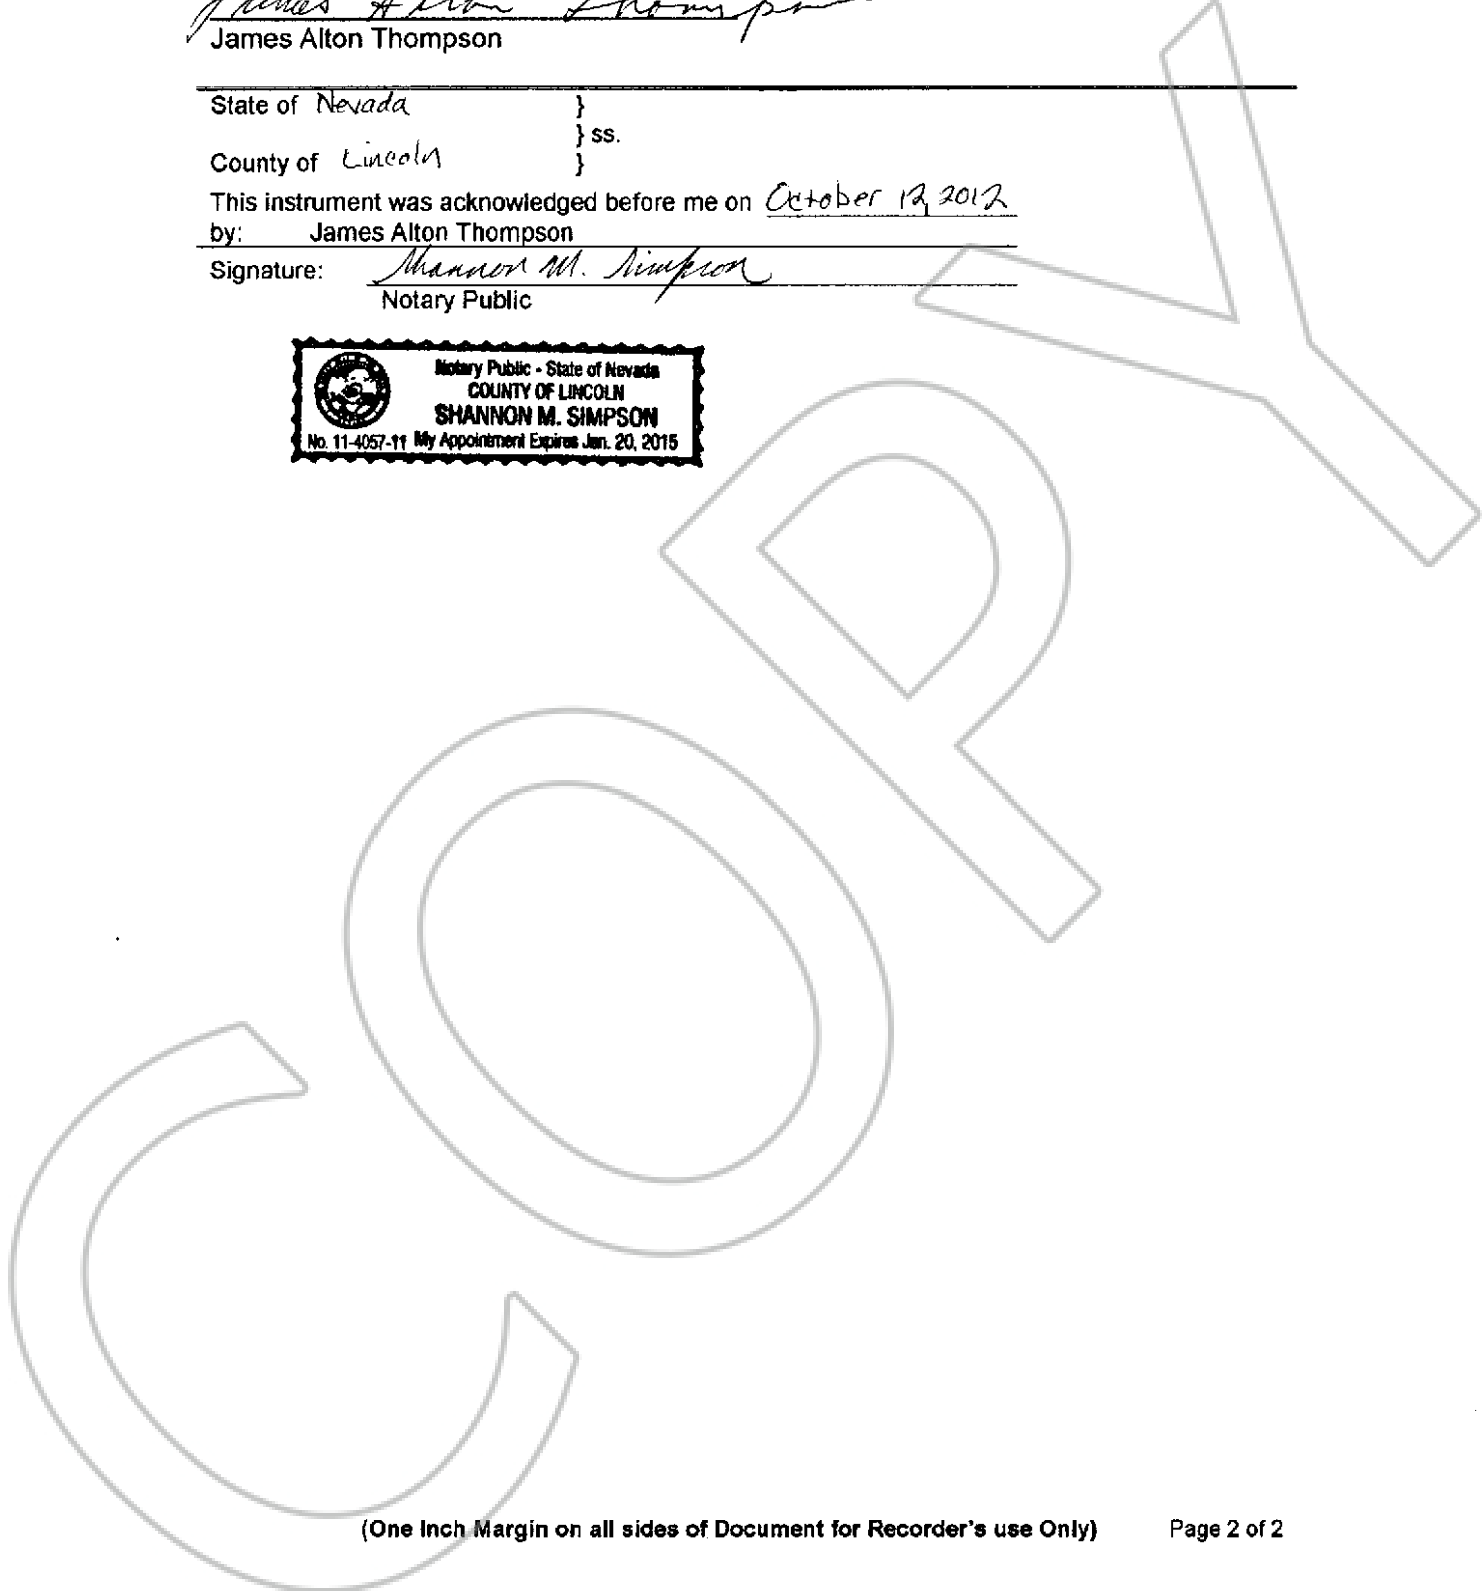 James Alton Thompson
James Alton Thompson
State of Nevada }
} ss.
County of Lincoln }
This instrument was acknowledged before me on October 12, 2012
by: James Alton Thompson
Signature: Shannon M. Simpson
Notary Public
Notary Public - State of Nevada
COUNTY OF LINCOLN
SHANNON M. SIMPSON
No. 11-4057-11 My Appointment Expires Jan. 20, 2015
COPY
(One Inch Margin on all sides of Document for Recorder's use Only) Page 2 of 2